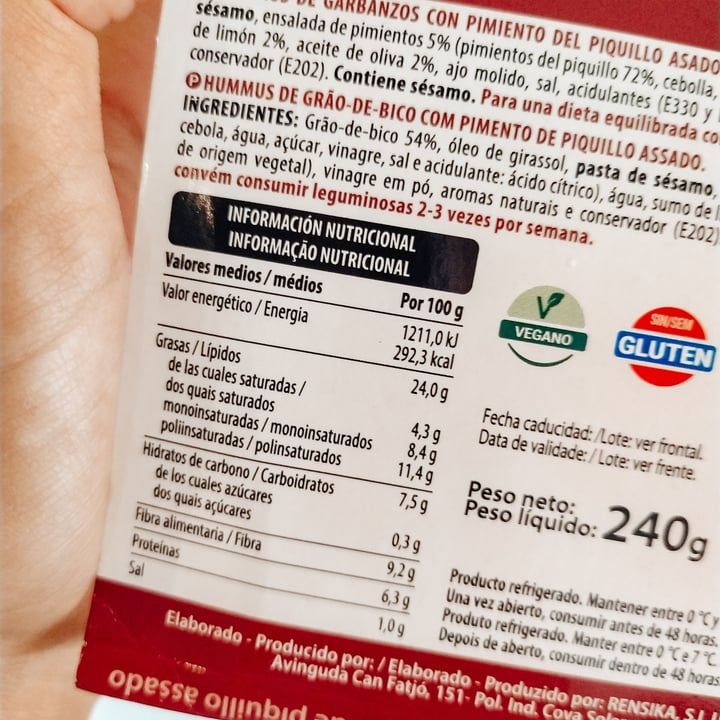 GARBANZOS CON PIMIENTO DEL PIQUILLO ASADO
sésamo, ensalada de pimientos 5% (pimientos del piquillo 72%, cebolla,
de limón 2%, aceite de oliva 2%, ajo molido, sal, acidulantes (E330 y
conservador (E202). Contiene sésamo. Para una dieta equilibrada co
P HUMMUS DE GRÃO-DE-BICO COM PIMENTO DE PIQUILLO ASSADO.
INGREDIENTES: Grão-de-bico 54%, óleo de girassol, pasta de sésamo,
cebola, água, açúcar, vinagre, sal e acidulante: ácido cítrico), água, sumo de l
de origem vegetal), vinagre em pó, aromas naturais e conservador (E202)
convém consumir leguminosas 2-3 vezes por semana.
INFORMACIÓN NUTRICIONAL
INFORMAÇÃO NUTRICIONAL
Valores medios / médios Por 100 g
Valor energético / Energia 1211,0 kJ
292,3 kcal
Grasas / Lípidos 24,0 g
de las cuales saturadas /
dos quais saturados 4,3 g
monoinsaturadas / monoinsaturados 8,4 g
poliinsaturadas / polinsaturados 11,4 g
Hidratos de carbono / Carboidratos 7,5 g
de los cuales azúcares
dos quais açúcares 0,3 g
Fibra alimentaria / Fibra 9,2 g
Proteínas 6,3 g
Sal 1,0 g
VEGANO
SIN/SEM
GLUTEN
Fecha caducidad: /Lote: ver frontal.
Data de validade: / Lote: ver frente.
Peso neto:
Peso líquido: 240g
Producto refrigerado. Mantener entre 0 °C y
Una vez abierto, consumir antes de 48 horas.
Produto refrigerado. Manter entre 0 °C e 7 °C.
Depois de aberto, consumir dentro de 48 horas
Elaborado - Producido por: / Elaborado - Produzido por: RENSIKA, S.L.
Avinguda Can Fatjó, 151 - Pol. Ind. Cova S
piquillo asado